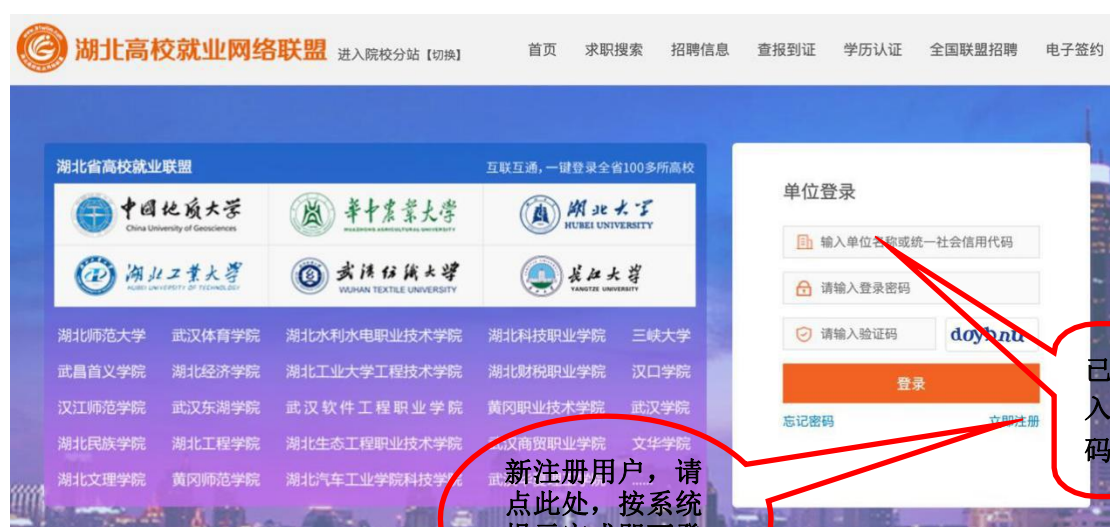 湖北高校就业网络联盟 进入院校分站【切换】 首页 求职搜索 招聘信息 查报到证 学历认证 全国联盟招聘 电子签约
湖北省高校就业联盟 互联互通,一键登录全省100多所高校
中国地质大学 华中农业大学 湖北大学
China University of Geosciences HUAZHONG AGRICULTURAL UNIVERSITY HUBEI UNIVERSITY
湖北工业大学 武汉纺织大学 长江大学
HUBEI UNIVERSITY OF TECHNOLOGY WUHAN TEXTILE UNIVERSITY YANGTZE UNIVERSITY
湖北师范大学 武汉体育学院 湖北水利水电职业技术学院 湖北科技职业学院 三峡大学
武昌首义学院 湖北经济学院 湖北工业大学工程技术学院 湖北财税职业学院 汉口学院
汉江师范学院 武汉东湖学院 武汉软件工程职业学院 黄冈职业技术学院 武汉学院
湖北民族学院 湖北工程学院 湖北生态工程职业技术学院 武汉商贸职业学院 文华学院
湖北文理学院 黄冈师范学院 湖北汽车工业学院科技学院
单位登录
输入单位名称或统一社会信用代码
请输入登录密码
请输入验证码
登录
忘记密码 立即注册
新注册用户，请
点此处，按系统
已
入
码